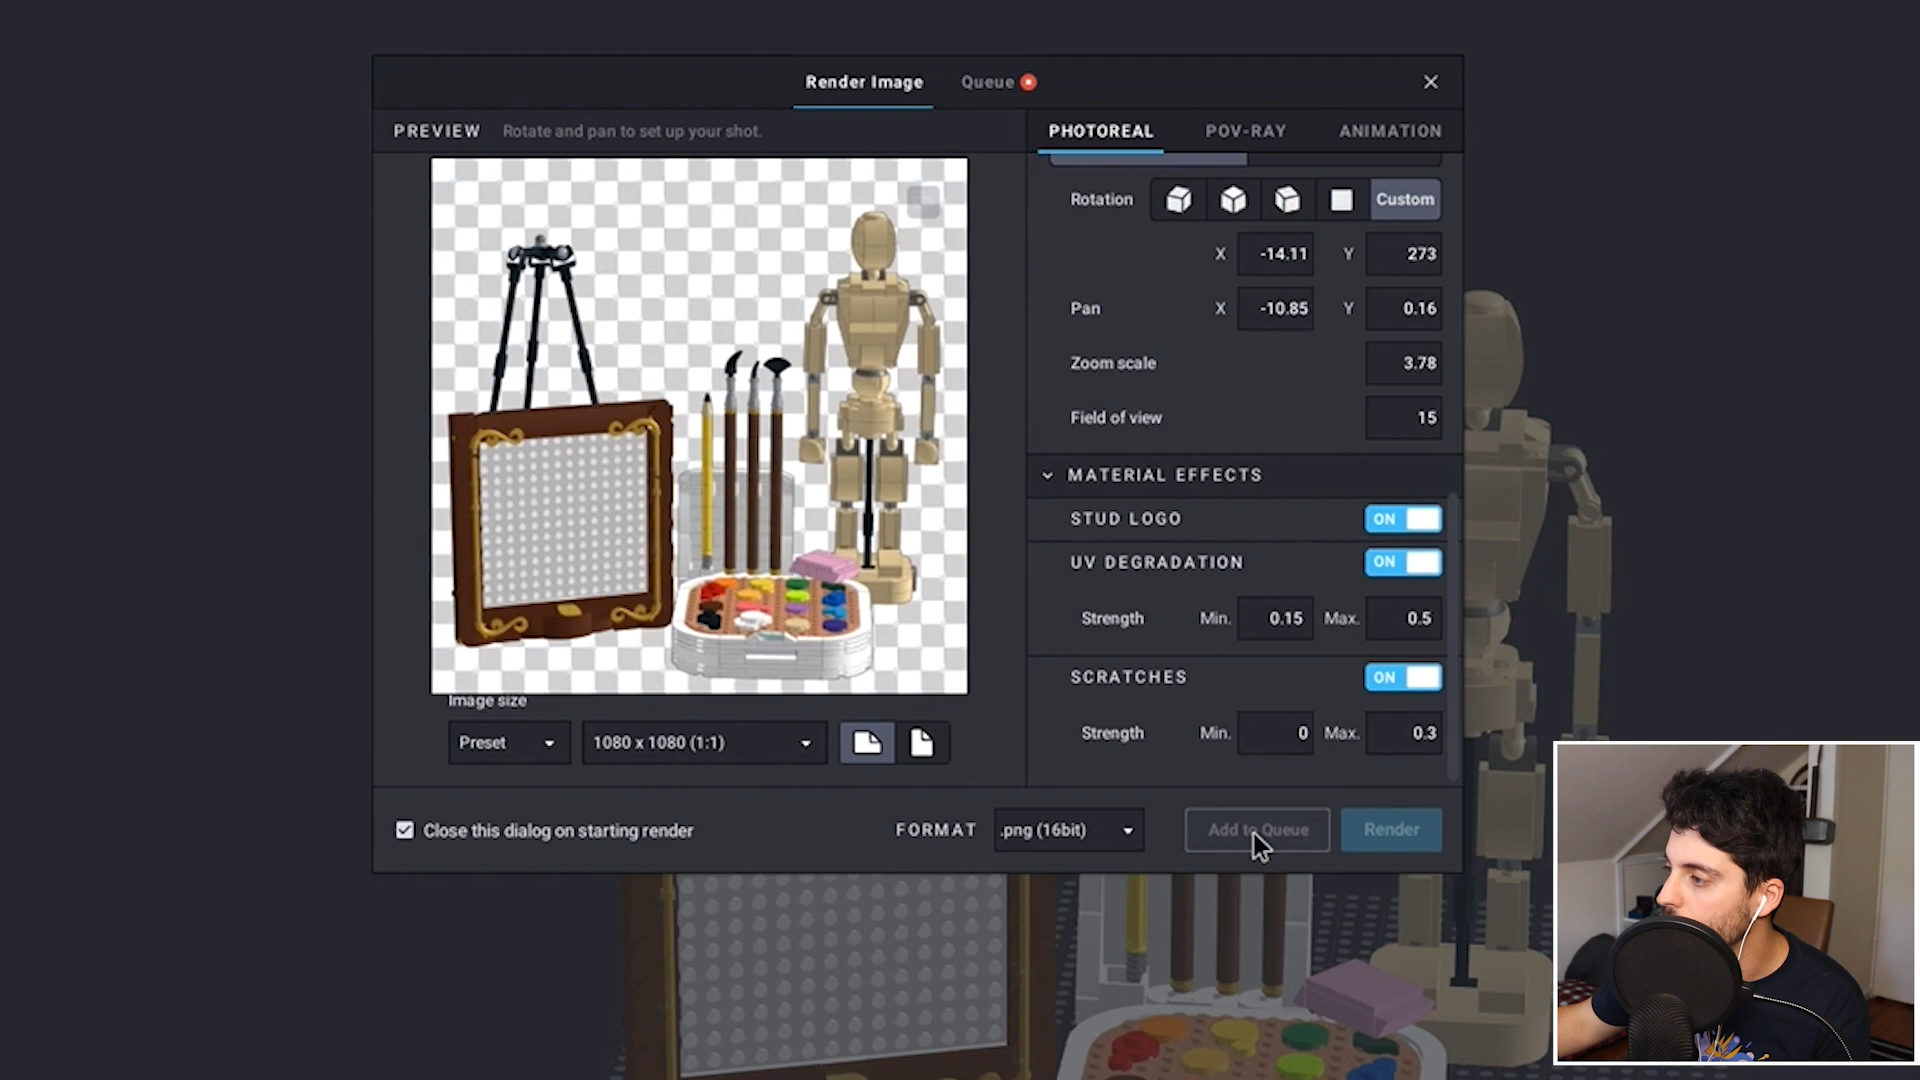 Render Image Queue
PREVIEW Rotate and pan to set up your shot.
PHOTOREAL POV-RAY ANIMATION
Rotation Custom
X -14.11 Y 273
Pan X -10.85 Y 0.16
Zoom scale 3.78
Field of view 15
MATERIAL EFFECTS
STUD LOGO ON
UV DEGRADATION ON
Strength Min. 0.15 Max. 0.5
SCRATCHES ON
Strength Min. 0 Max. 0.3
Image size
Preset 1080 x 1080 (1:1)
Close this dialog on starting render FORMAT .png (16bit) Add to Queue Render